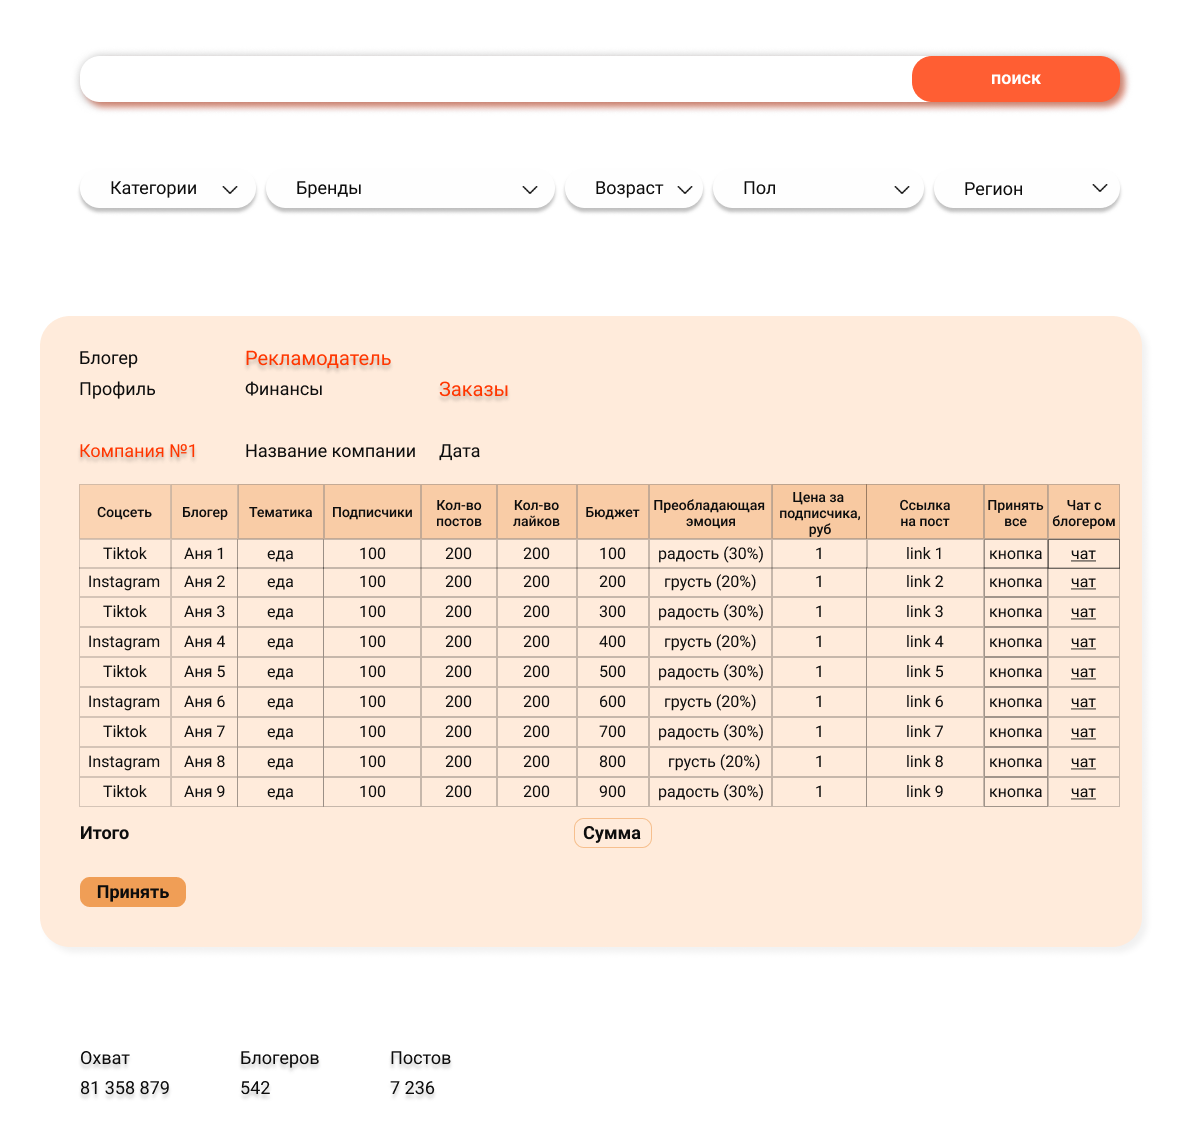 поиск
Категории Бренды Возраст Пол Регион
Блогер Рекламодатель
Профиль Финансы Заказы
Компания №1 Название компании Дата
Соцсеть Блогер Тематика Подписчики Кол-во постов Кол-во лайков Бюджет Преобладающая эмоция Цена за подписчика, руб Ссылка на пост Принять все Чат с блогером
Tiktok Аня 1 еда 100 200 200 100 радость (30%) 1 link 1 кнопка чат
Instagram Аня 2 еда 100 200 200 200 грусть (20%) 1 link 2 кнопка чат
Tiktok Аня 3 еда 100 200 200 300 радость (30%) 1 link 3 кнопка чат
Instagram Аня 4 еда 100 200 200 400 грусть (20%) 1 link 4 кнопка чат
Tiktok Аня 5 еда 100 200 200 500 радость (30%) 1 link 5 кнопка чат
Instagram Аня 6 еда 100 200 200 600 грусть (20%) 1 link 6 кнопка чат
Tiktok Аня 7 еда 100 200 200 700 радость (30%) 1 link 7 кнопка чат
Instagram Аня 8 еда 100 200 200 800 грусть (20%) 1 link 8 кнопка чат
Tiktok Аня 9 еда 100 200 200 900 радость (30%) 1 link 9 кнопка чат
Итого Сумма
Принять
Охват Блогеров Постов
81 358 879 542 7 236